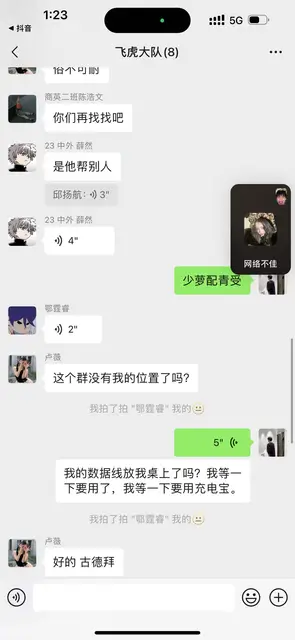 1:23
5G
抖音
飞虎大队(8)
俗不可耐
商英二班陈浩文
你们再找找吧
23 中外 薛然
是他帮别人
邱扬航: 3"
23 中外 薛然
4"
网络不佳
少萝配青受
鄂霆睿
2"
卢薇
这个群没有我的位置了吗?
我拍了拍 "鄂霆睿" 我的
5"
我的数据线放我桌上了吗? 我等一
下要用了, 我等一下要用充电宝。
我拍了拍 "鄂霆睿" 我的
卢薇
好的 古德拜